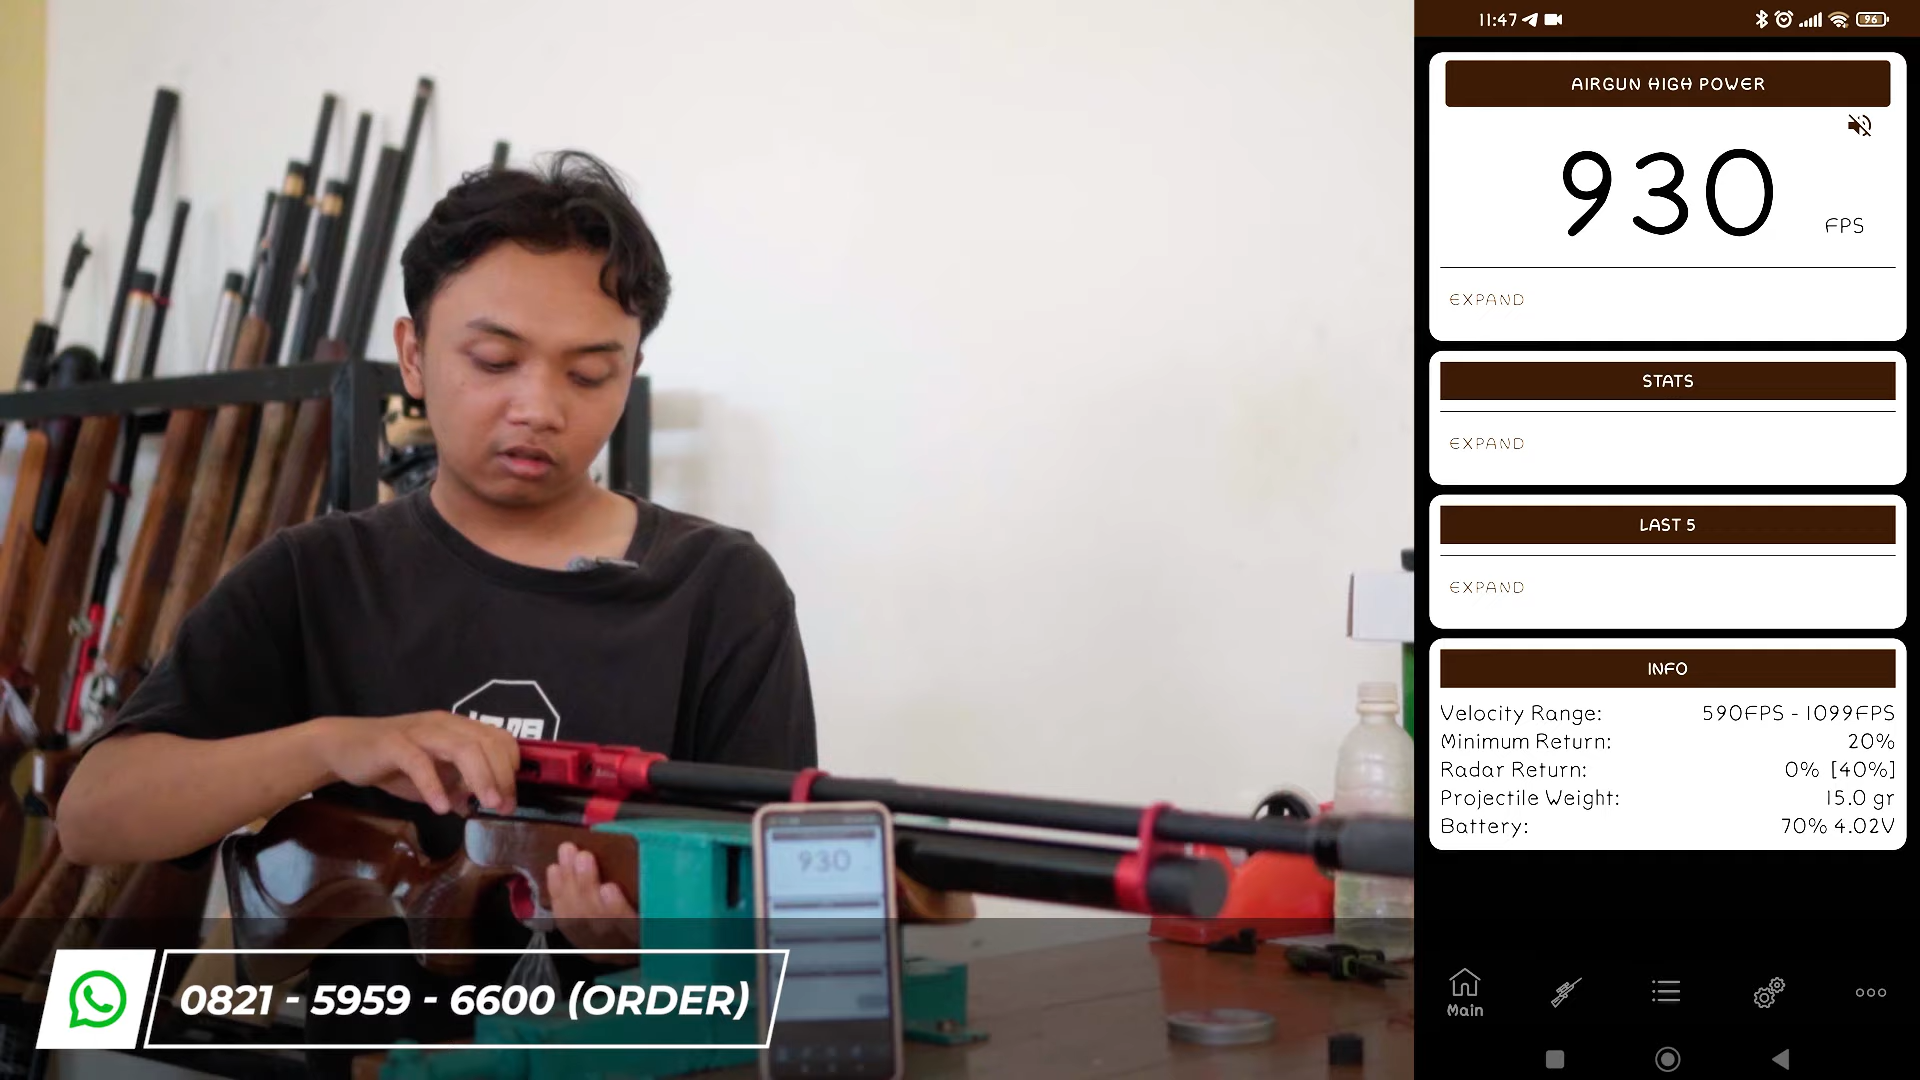 11:47
96
AIRGUN HIGH POWER
930
FPS
EXPAND
STATS
EXPAND
LAST 5
EXPAND
INFO
Velocity Range: 590FPS - 1099FPS
Minimum Return: 20%
Radar Return: 0% [40%]
Projectile Weight: 15.0 gr
Battery: 70% 4.02V
Main
930
0821 - 5959 - 6600 (ORDER)